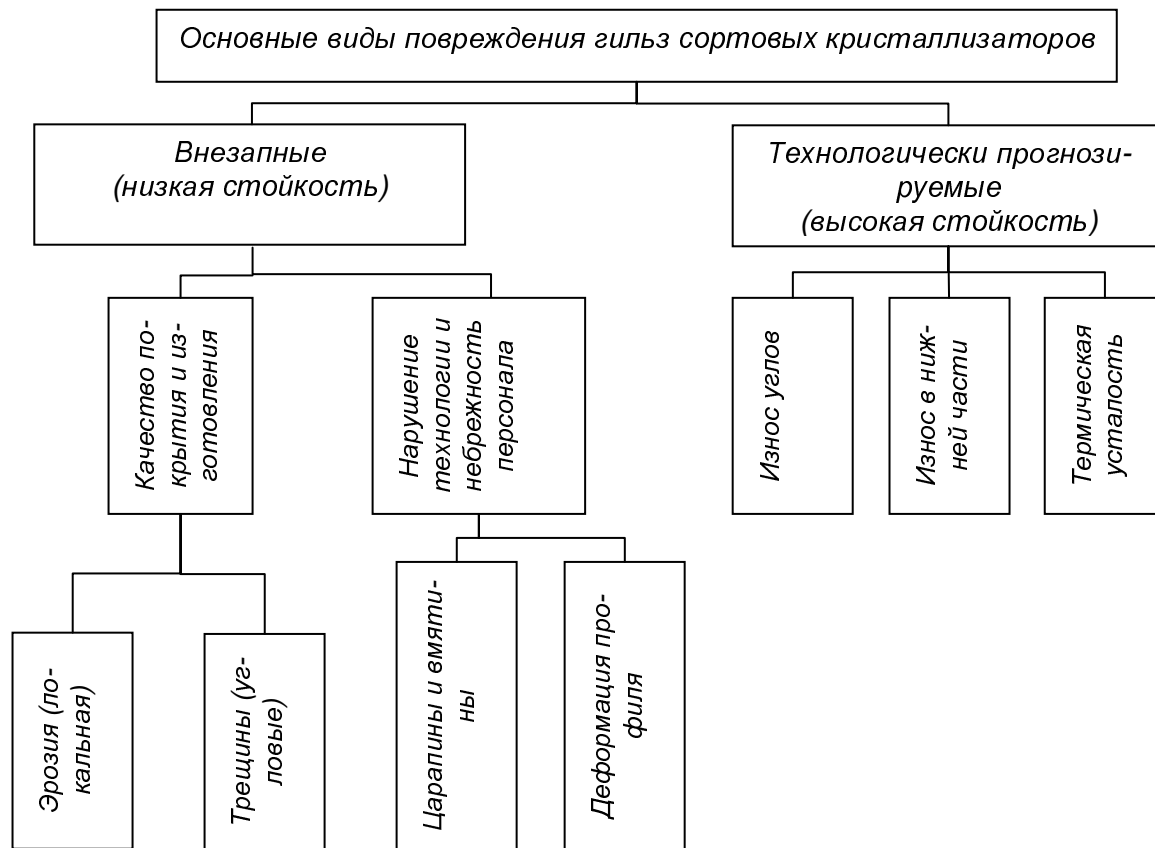 Основные виды повреждения гильз сортовых кристаллизаторов
Внезапные
(низкая стойкость)
Технологически прогнози-
руемые
(высокая стойкость)
Качество по-
крытия и из-
готовления
Нарушение
технологии и
небрежность
персонала
Износ углов
Износ в ниж-
ней части
Термическая
усталость
Эрозия (ло-
кальная)
Трещины (уг-
ловые)
Царапины и вмяти-
ны
Деформация про-
филя